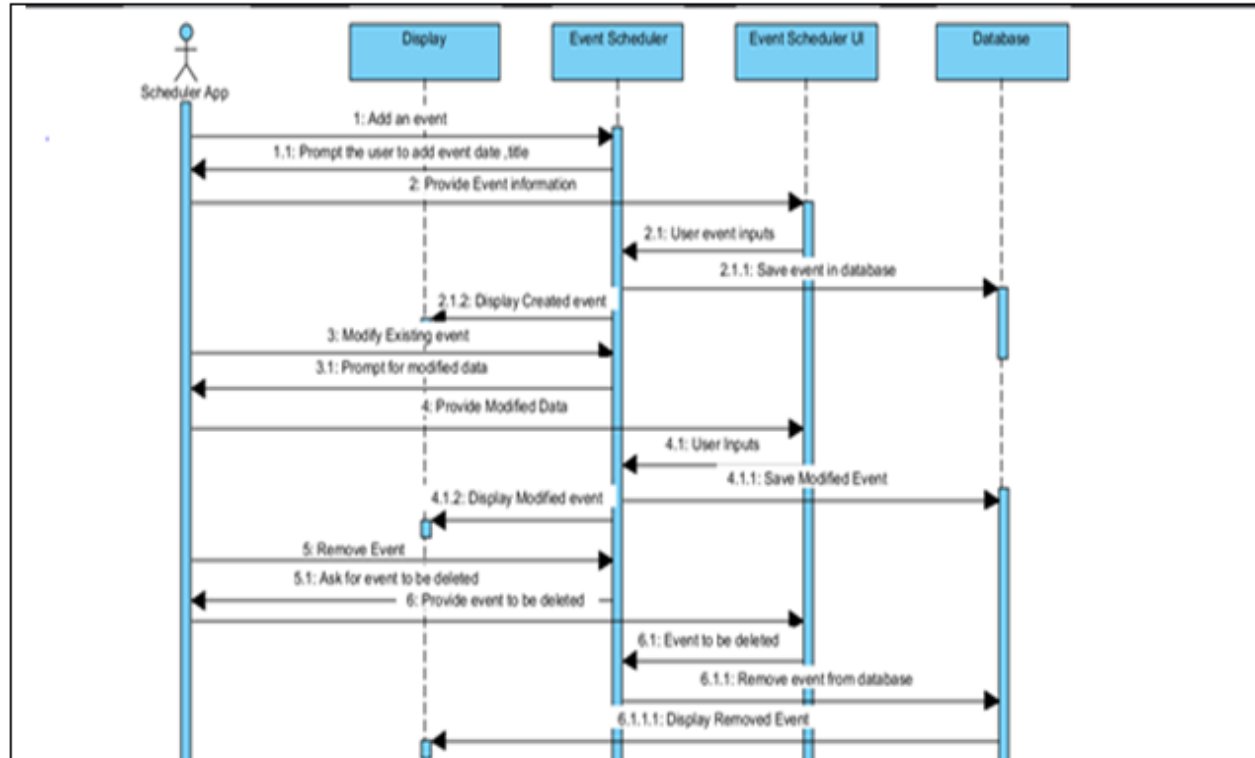 Display
Event Scheduler
Event Scheduler UI
Database
Scheduler App
1: Add an event
1.1: Prompt the user to add event date ,title
2: Provide Event information
2.1: User event inputs
2.1.1: Save event in database
2.1.2: Display Created event
3: Modify Existing event
3.1: Prompt for modified data
4: Provide Modified Data
4.1: User Inputs
4.1.1: Save Modified Event
4.1.2: Display Modified event
5: Remove Event
5.1: Ask for event to be deleted
6: Provide event to be deleted
6.1: Event to be deleted
6.1.1: Remove event from database
6.1.1.1: Display Removed Event